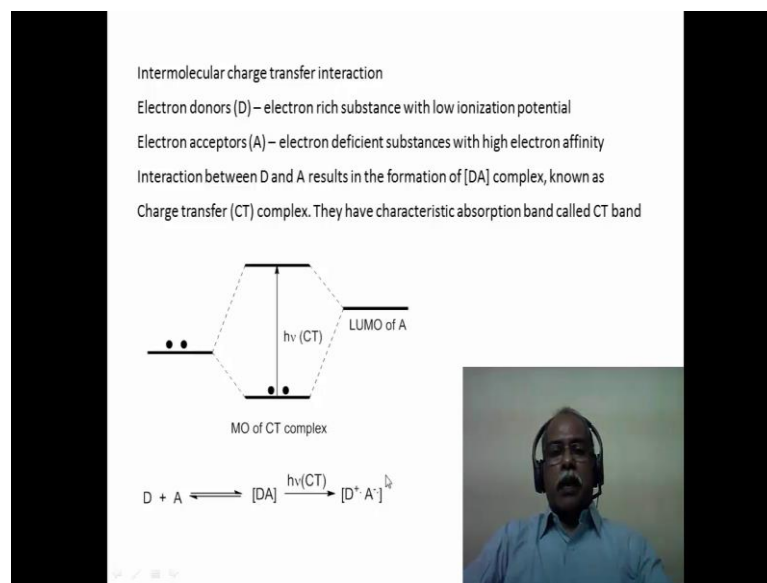 Intermolecular charge transfer interaction
Electron donors (D) – electron rich substance with low ionization potential
Electron acceptors (A) – electron deficient substances with high electron affinity
Interaction between D and A results in the formation of [DA] complex, known as
Charge transfer (CT) complex. They have characteristic absorption band called CT band
hν (CT)
LUMO of A
MO of CT complex
D + A ⇌ [DA] hν(CT) → [D⁺· A⁻·]